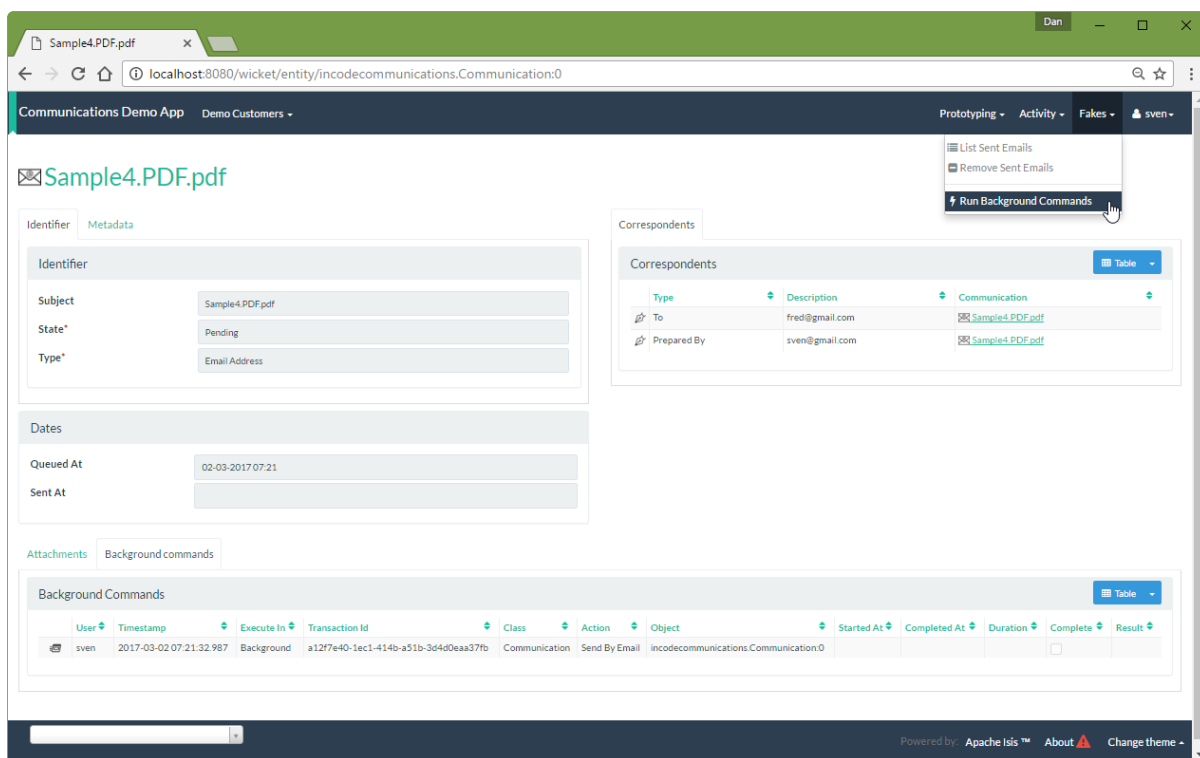 Dan
Sample4.PDF.pdf
localhost:8080/wicket/entity/incodecommunications.Communication:0
Communications Demo App Demo Customers Prototyping Activity Fakes sven
List Sent Emails
Remove Sent Emails
Run Background Commands
Sample4.PDF.pdf
Identifier Metadata
Identifier
Subject Sample4.PDF.pdf
State* Pending
Type* Email Address
Correspondents
Correspondents Table
Type Description Communication
To fred@gmail.com Sample4.PDF.pdf
Prepared By sven@gmail.com Sample4.PDF.pdf
Dates
Queued At 02-03-2017 07:21
Sent At
Attachments Background commands
Background Commands Table
User Timestamp Execute In Transaction Id Class Action Object Started At Completed At Duration Complete Result
sven 2017-03-02 07:21:32.987 Background a12f7e40-1ec1-414b-a51b-3d4d0eaa37fb Communication Send By Email incodecommunications.Communication:0
Powered by: Apache Isis ™ About Change theme